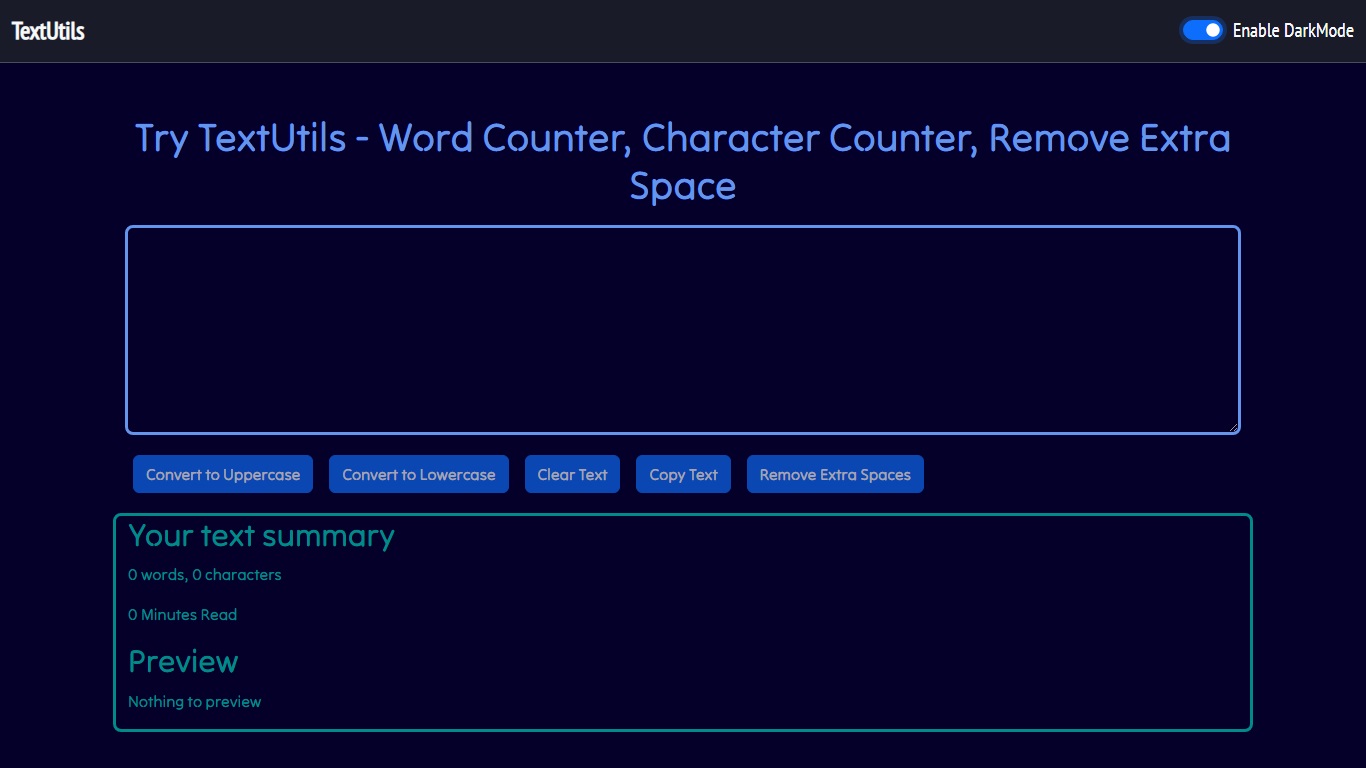 TextUtils
Enable DarkMode
Try TextUtils - Word Counter, Character Counter, Remove Extra
Space
Convert to Uppercase
Convert to Lowercase
Clear Text
Copy Text
Remove Extra Spaces
Your text summary
0 words, 0 characters
0 Minutes Read
Preview
Nothing to preview